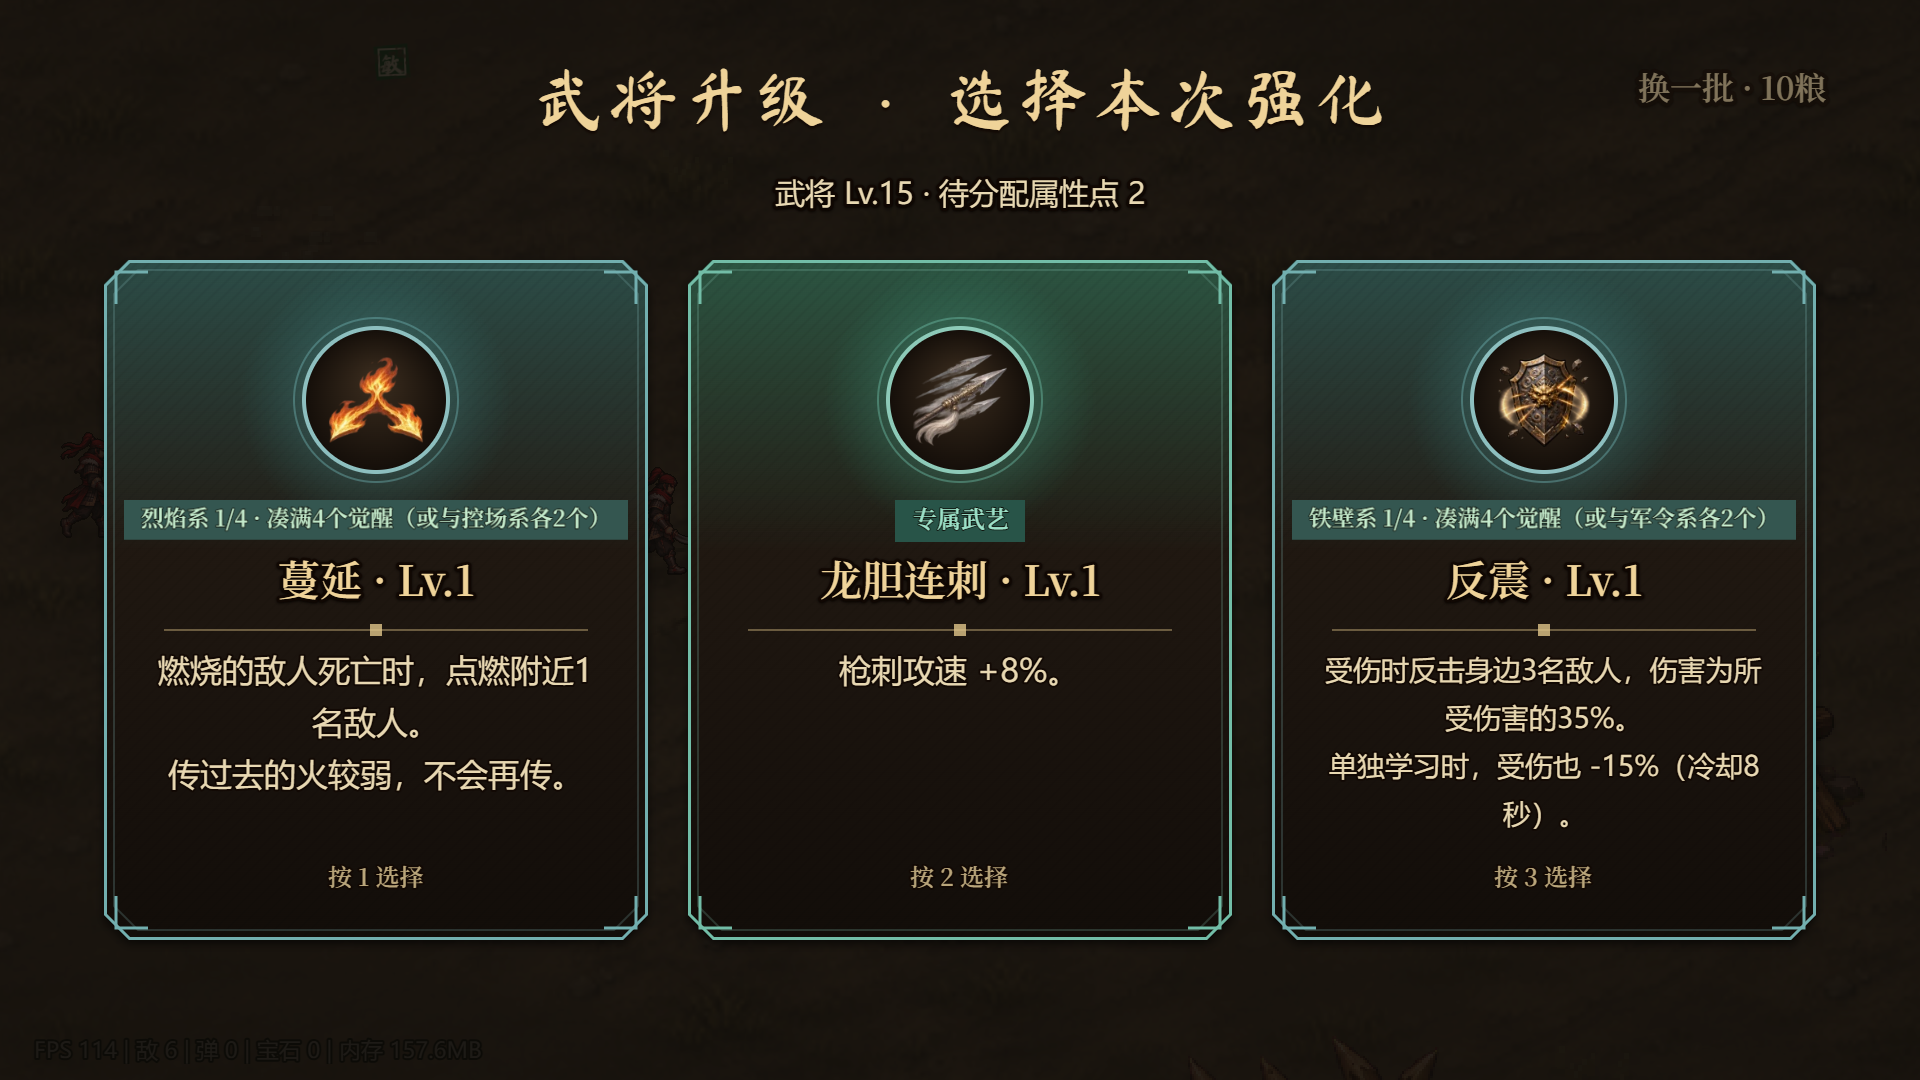 敌
武将升级 · 选择本次强化
换一批 · 10粮
武将 Lv.15 · 待分配属性点 2
烈焰系 1/4 · 凑满4个觉醒（或与控场系各2个）
蔓延 · Lv.1
燃烧的敌人死亡时，点燃附近1
名敌人。
传过去的火较弱，不会再传。
按 1 选择
专属武艺
龙胆连刺 · Lv.1
枪刺攻速 +8%。
按 2 选择
铁壁系 1/4 · 凑满4个觉醒（或与军令系各2个）
反震 · Lv.1
受伤时反击身边3名敌人，伤害为所
受伤害的35%。
单独学习时，受伤也 -15%（冷却8
秒）。
按 3 选择
FPS 114 | 敌 6 | 弹 0 | 宝石 0 | 内存 157.6MB